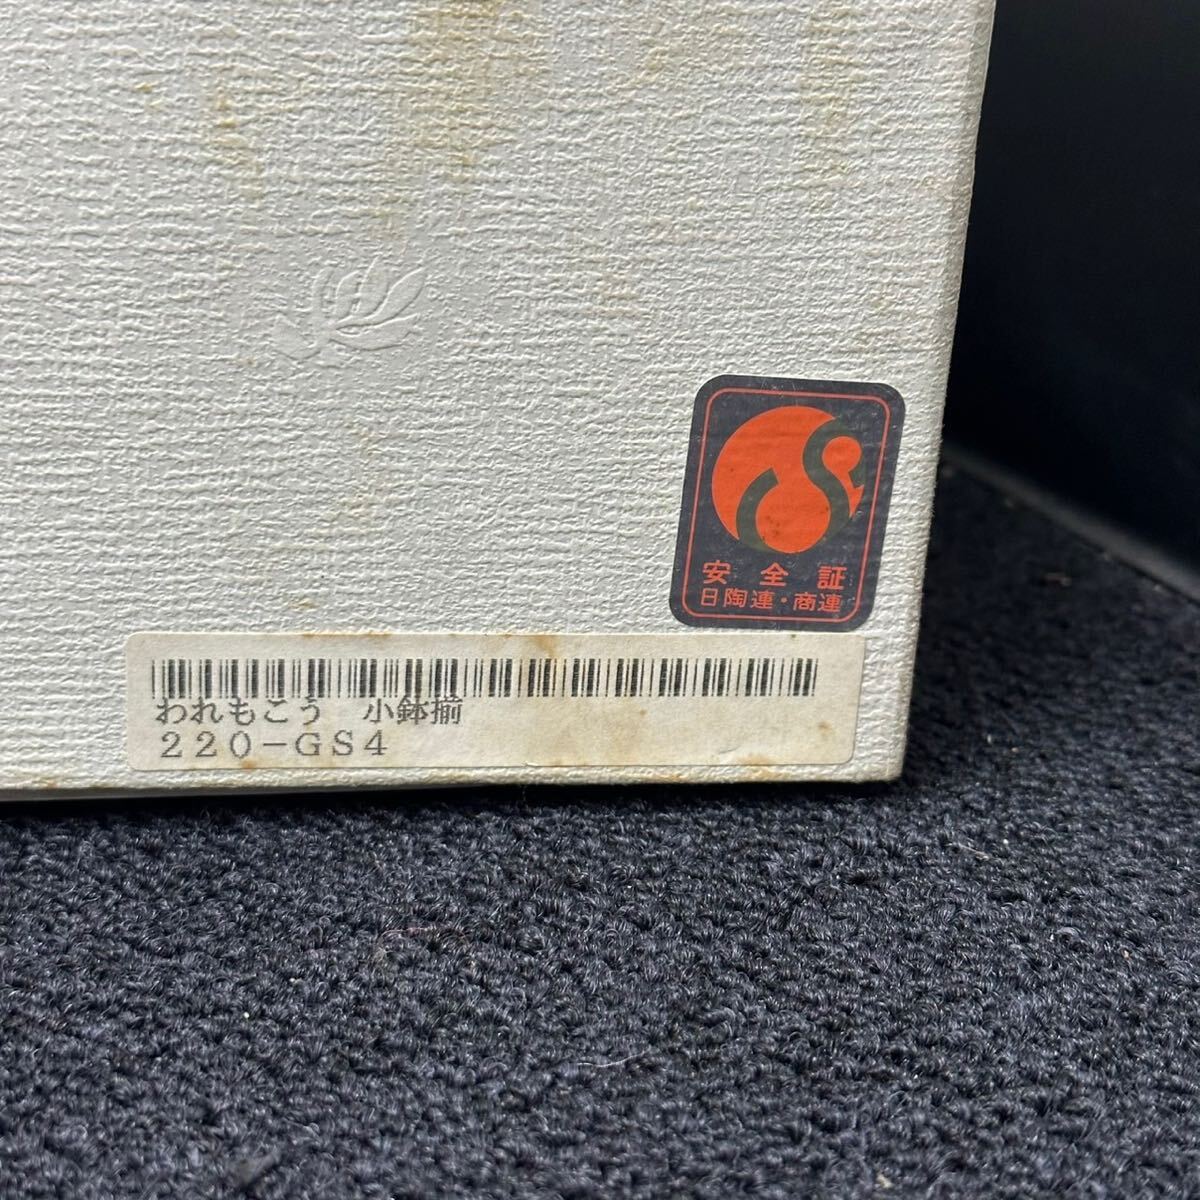 安全証
日陶連・商連
われもこう　小鉢揃
２２０－ＧＳ４